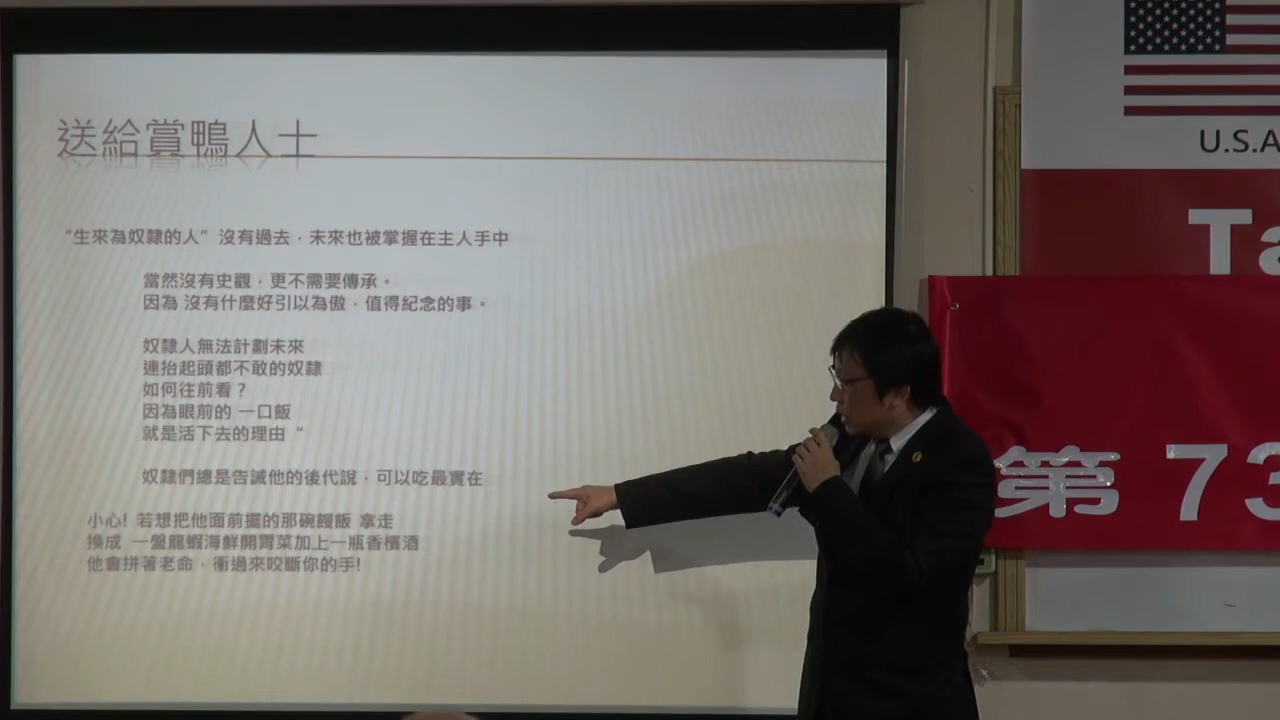 送給賞鴨人士
“生來為奴隸的人” 沒有過去，未來也被掌握在主人手中
當然沒有史觀，更不需要傳承。
因為 沒有什麼好引以為傲，值得紀念的事。
奴隸人無法計劃未來
連抬起頭都不敢的奴隸
如何往前看？
因為眼前的 一口飯
就是活下去的理由 ”
奴隸們總是告誡他的後代說，可以吃最實在
小心! 若想把他面前擺的那碗餿飯 拿走
換成 一盤龍蝦海鮮開胃菜加上一瓶香檳酒
他會拼著老命，衝過來咬斷你的手!
U.S.A
Ta
第 73